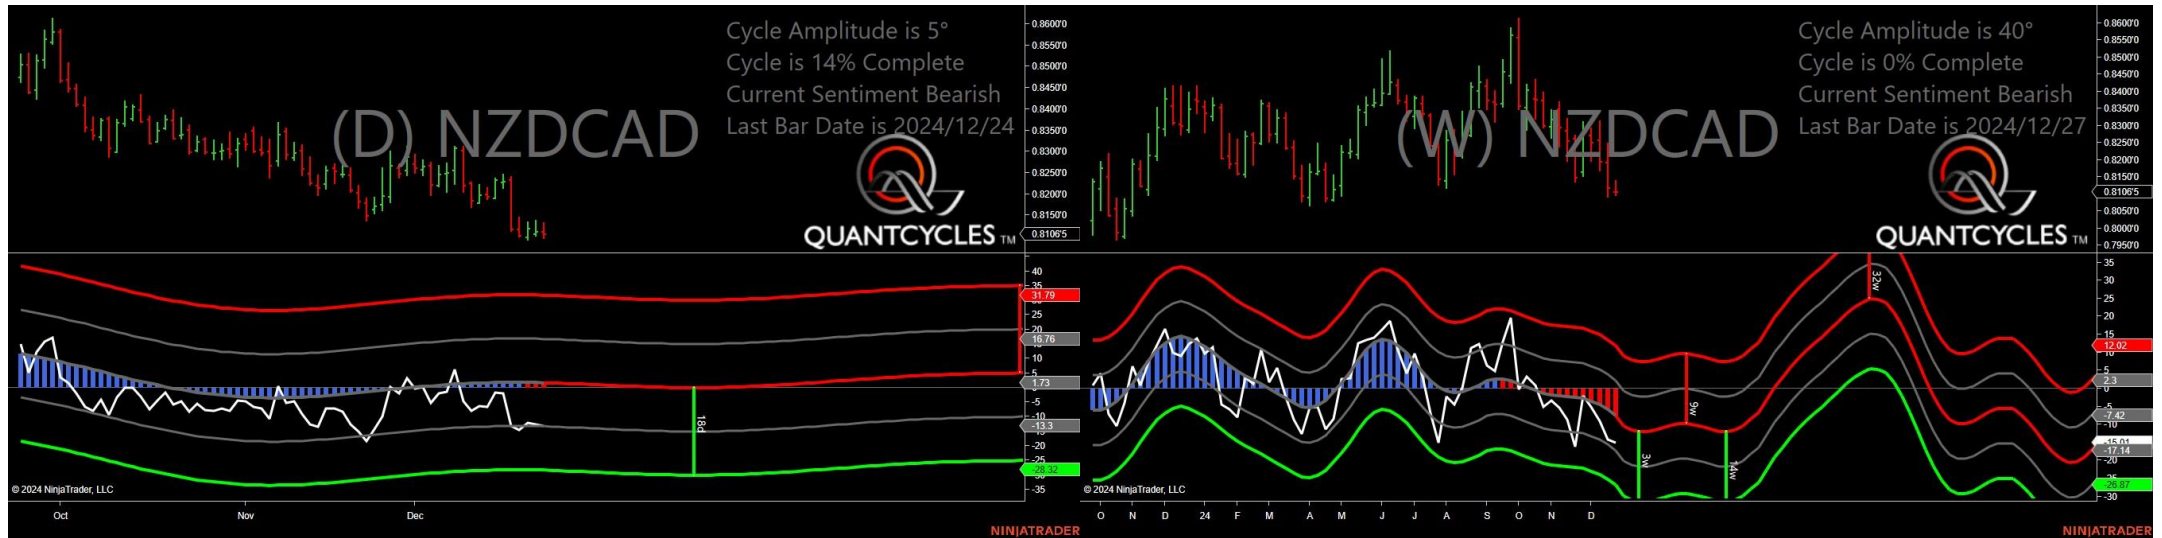 Cycle Amplitude is 5°
Cycle is 14% Complete
Current Sentiment Bearish
Last Bar Date is 2024/12/24
(D) NZDCAD
QUANTCYCLES TM
0.8600'0
0.8550'0
0.8500'0
0.8450'0
0.8400'0
0.8350'0
0.8300'0
0.8250'0
0.8200'0
0.8150'0
0.8106'5
40
35
31.79
25
20
16.76
10
5
1.73
-5
-10
-13.3
-20
-25
-28.32
-35
18d
© 2024 NinjaTrader, LLC
Oct Nov Dec
NINJATRADER
Cycle Amplitude is 40°
Cycle is 0% Complete
Current Sentiment Bearish
Last Bar Date is 2024/12/27
(W) NZDCAD
QUANTCYCLES TM
0.8600'0
0.8550'0
0.8500'0
0.8450'0
0.8400'0
0.8350'0
0.8300'0
0.8250'0
0.8200'0
0.8150'0
0.8106'5
0.8050'0
0.8000'0
0.7950'0
35
30
25
20
15
12.02
10
5
2.3
0
-5
-7.42
-10
-15.01
-17.14
-20
-26.87
-30
32w
9w
3w
14w
© 2024 NinjaTrader, LLC
O N D 24 F M A M J J A S O N D
NINJATRADER